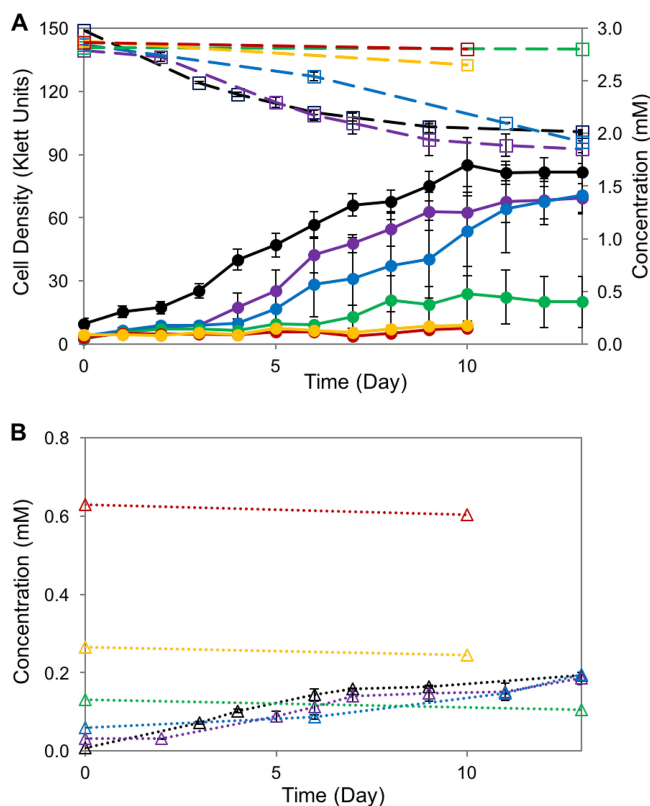 A
150
120
90
60
30
0
Cell Density (Klett Units)
3.0
2.5
2.0
1.5
1.0
0.5
0.0
Concentration (mM)
0 5 10
Time (Day)
B
0.8
0.6
0.4
0.2
0.0
Concentration (mM)
0 5 10
Time (Day)